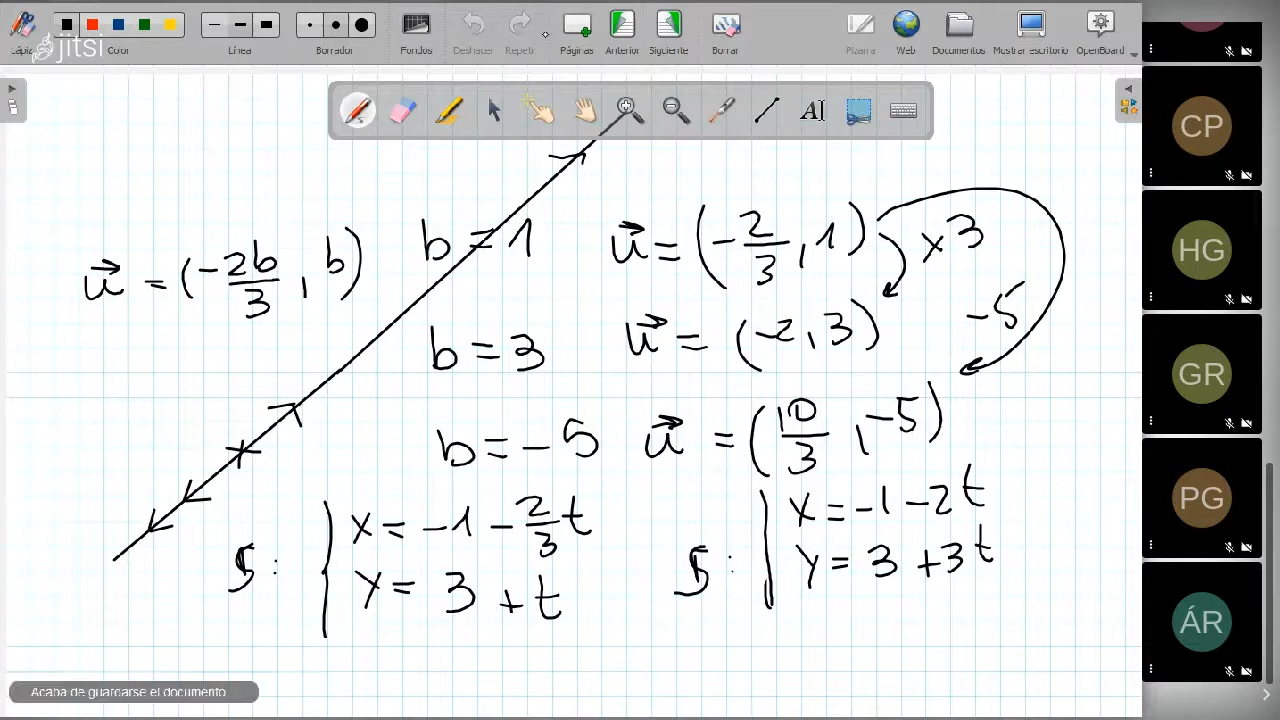 Lápiz Color Línea Borrador Fondos Deshacer Repetir Páginas Anterior Siguiente Borrar Pizarra Web Documentos Mostrar escritorio OpenBoard
jitsi
AI
u⃗ = (-2b/3, b)
b = 1
u⃗ = (-2/3, 1)
x3
b = 3
u⃗ = (-2, 3)
-5
b = -5
u⃗ = (10/3, -5)
x = -1 - 2/3 t
y = 3 + t
x = -1 - 2t
y = 3 + 3t
CP
HG
GR
PG
ÁR
Acaba de guardarse el documento